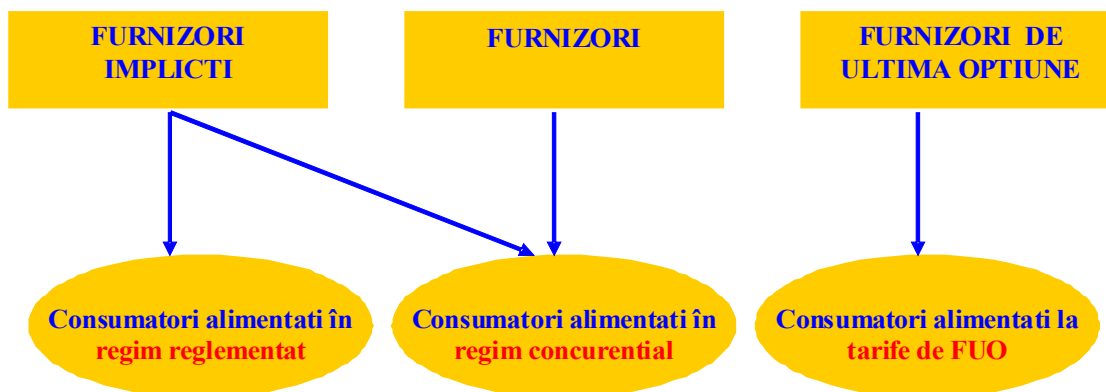 FURNIZORI
IMPLICTI
FURNIZORI
FURNIZORI DE
ULTIMA OPTIUNE
Consumatori alimentati în
regim reglementat
Consumatori alimentati în
regim concurential
Consumatori alimentati la
tarife de FUO